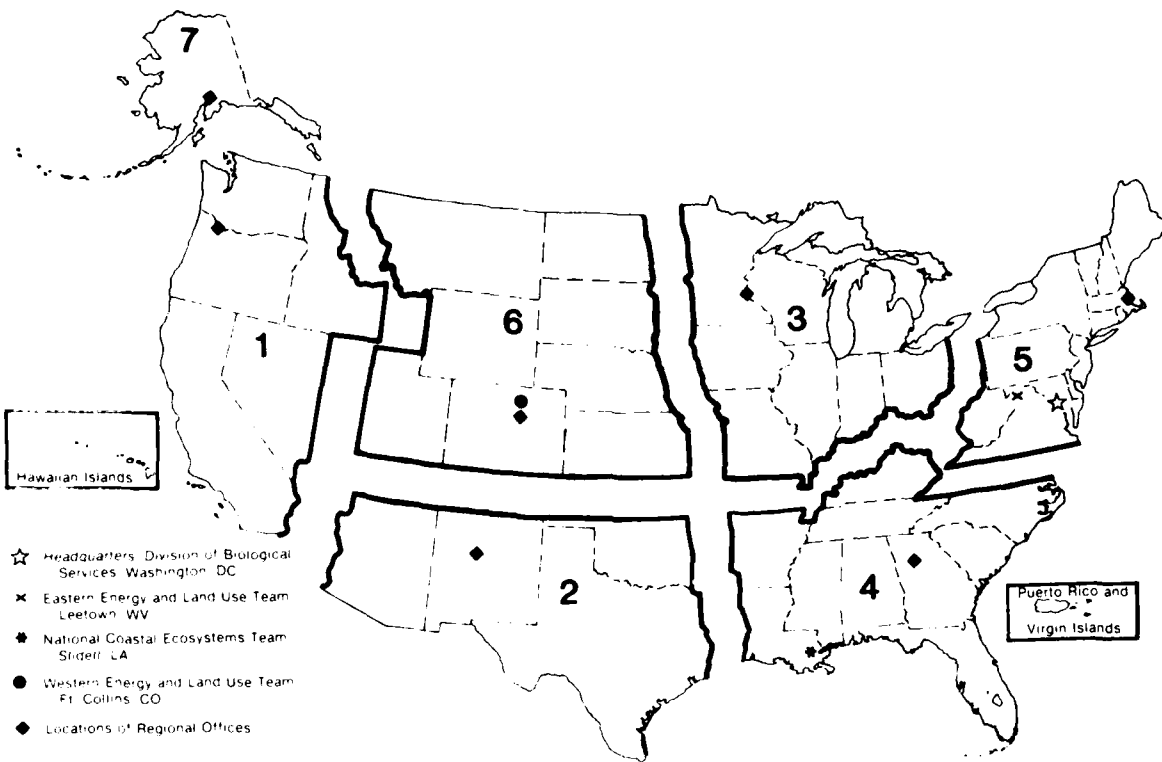 7
6
3
1
5
Hawaiian Islands
2
4
Puerto Rico and
Virgin Islands
Headquarters Division of Biological
Services Washington DC
Eastern Energy and Land Use Team
Leetown WV
National Coastal Ecosystems Team
Slidell LA
Western Energy and Land Use Team
Ft Collins CO
Locations of Regional Offices